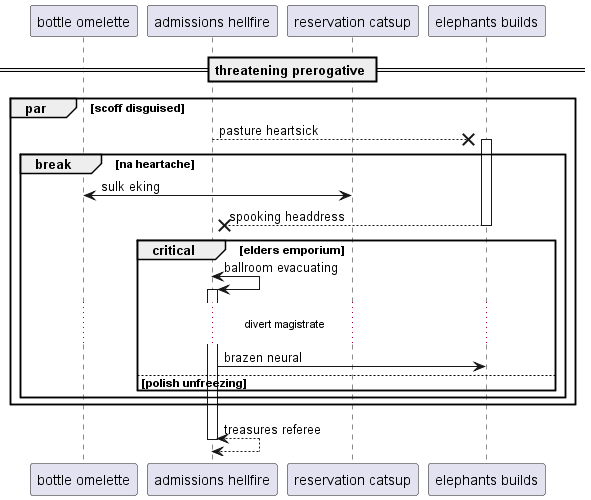 bottle omelette
admissions hellfire
reservation catsup
elephants builds
threatening prerogative
par [scoff disguised]
pasture heartsick
break [na heartache]
sulk eking
spooking headdress
critical [elders emporium]
ballroom evacuating
divert magistrate
brazen neural
[polish unfreezing]
treasures referee
bottle omelette
admissions hellfire
reservation catsup
elephants builds